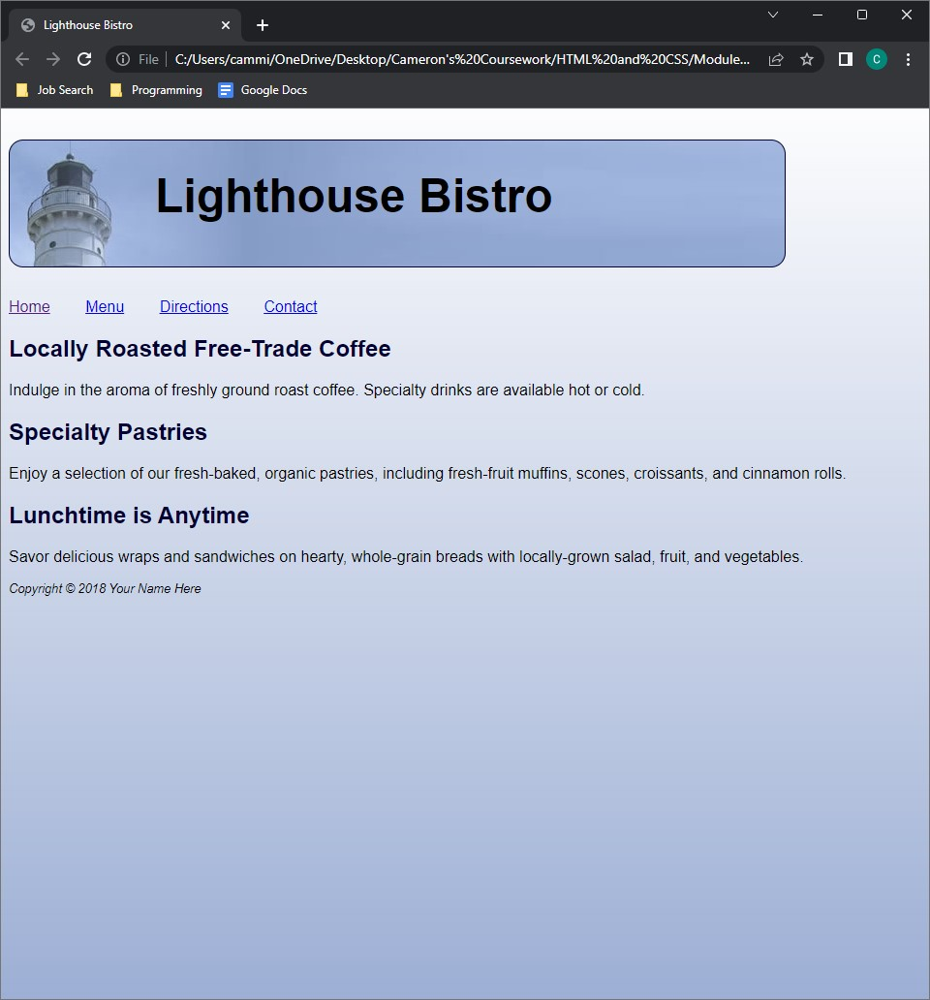 Lighthouse Bistro
File
C:/Users/cammi/OneDrive/Desktop/Cameron's%20Coursework/HTML%20and%20CSS/Module...
C
Job Search Programming Google Docs
Lighthouse Bistro
Home Menu Directions Contact
Locally Roasted Free-Trade Coffee
Indulge in the aroma of freshly ground roast coffee. Specialty drinks are available hot or cold.
Specialty Pastries
Enjoy a selection of our fresh-baked, organic pastries, including fresh-fruit muffins, scones, croissants, and cinnamon rolls.
Lunchtime is Anytime
Savor delicious wraps and sandwiches on hearty, whole-grain breads with locally-grown salad, fruit, and vegetables.
Copyright © 2018 Your Name Here